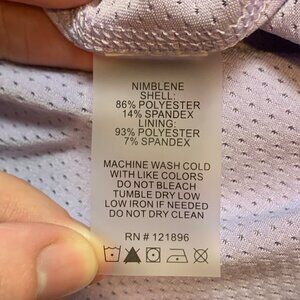 NIMBLENE
SHELL:
86% POLYESTER
14% SPANDEX
LINING:
93% POLYESTER
7% SPANDEX
MACHINE WASH COLD
WITH LIKE COLORS
DO NOT BLEACH
TUMBLE DRY LOW
LOW IRON IF NEEDED
DO NOT DRY CLEAN
RN # 121896